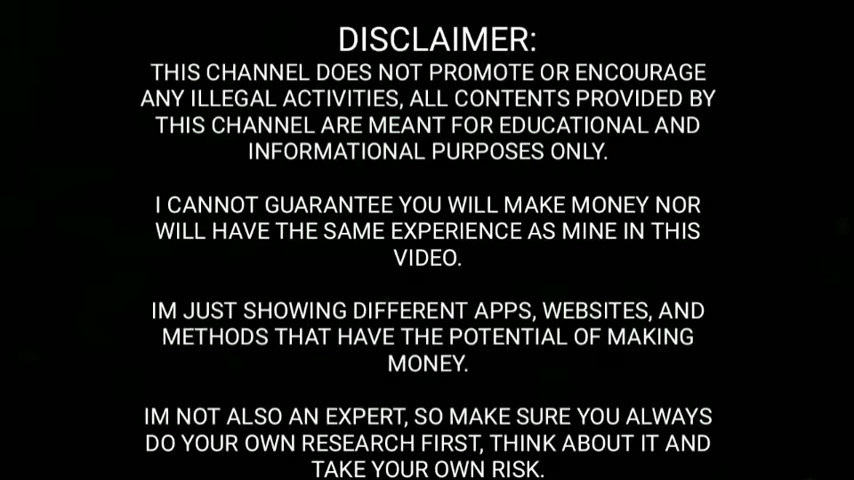 DISCLAIMER:
THIS CHANNEL DOES NOT PROMOTE OR ENCOURAGE
ANY ILLEGAL ACTIVITIES, ALL CONTENTS PROVIDED BY
THIS CHANNEL ARE MEANT FOR EDUCATIONAL AND
INFORMATIONAL PURPOSES ONLY.
I CANNOT GUARANTEE YOU WILL MAKE MONEY NOR
WILL HAVE THE SAME EXPERIENCE AS MINE IN THIS
VIDEO.
IM JUST SHOWING DIFFERENT APPS, WEBSITES, AND
METHODS THAT HAVE THE POTENTIAL OF MAKING
MONEY.
IM NOT ALSO AN EXPERT, SO MAKE SURE YOU ALWAYS
DO YOUR OWN RESEARCH FIRST, THINK ABOUT IT AND
TAKE YOUR OWN RISK.